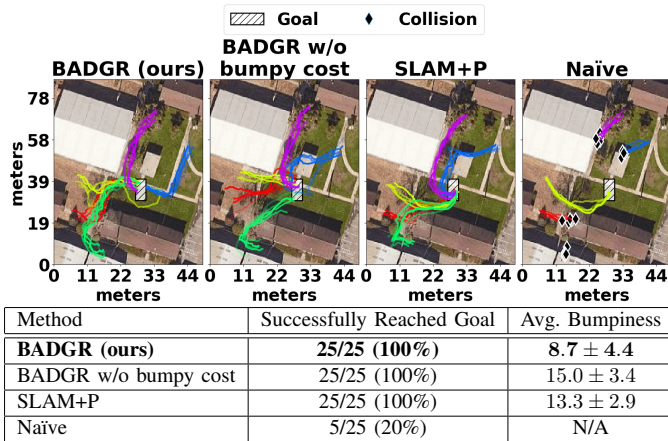 Goal Collision
BADGR (ours)
BADGR w/o
bumpy cost
SLAM+P
Naïve
78
58
39
19
0
meters
0 11 22 33 44
meters
0 11 22 33 44
meters
0 11 22 33 44
meters
0 11 22 33 44
meters
Method Successfully Reached Goal Avg. Bumpiness
BADGR (ours) 25/25 (100%) 8.7 ± 4.4
BADGR w/o bumpy cost 25/25 (100%) 15.0 ± 3.4
SLAM+P 25/25 (100%) 13.3 ± 2.9
Naïve 5/25 (20%) N/A